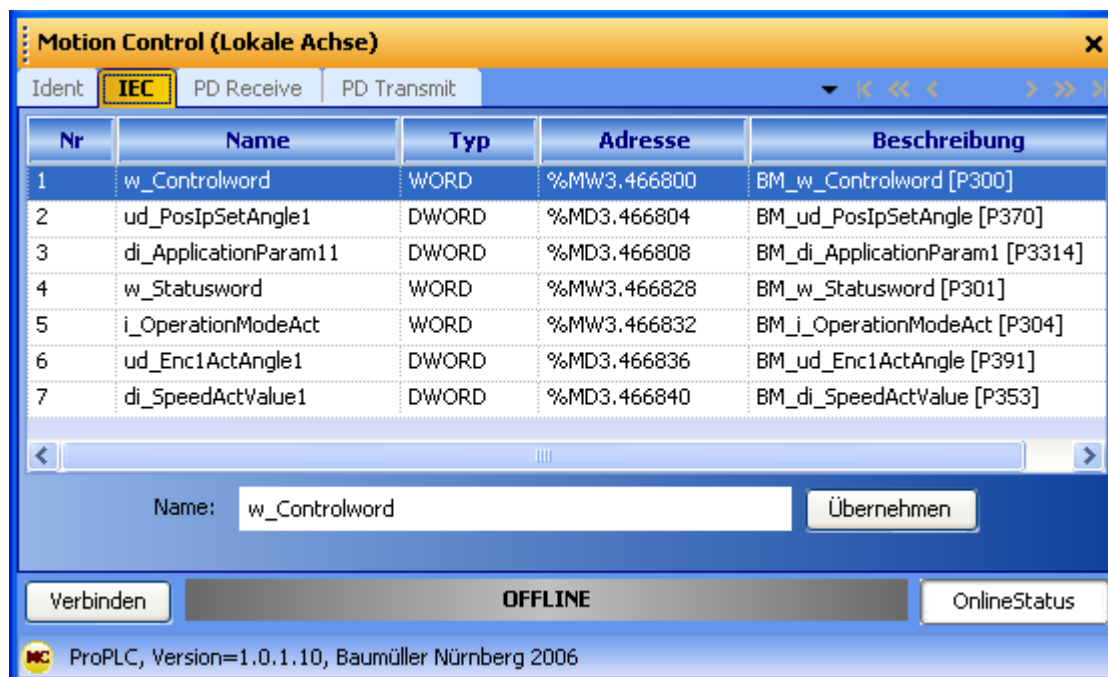 Motion Control (Lokale Achse)
Ident IEC PD Receive PD Transmit
Nr Name Typ Adresse Beschreibung
1 w_Controlword WORD %MW3.466800 BM_w_Controlword [P300]
2 ud_PosIpSetAngle1 DWORD %MD3.466804 BM_ud_PosIpSetAngle [P370]
3 di_ApplicationParam11 DWORD %MD3.466808 BM_di_ApplicationParam1 [P3314]
4 w_Statusword WORD %MW3.466828 BM_w_Statusword [P301]
5 i_OperationModeAct WORD %MW3.466832 BM_i_OperationModeAct [P304]
6 ud_Enc1ActAngle1 DWORD %MD3.466836 BM_ud_Enc1ActAngle [P391]
7 di_SpeedActValue1 DWORD %MD3.466840 BM_di_SpeedActValue [P353]
Name: w_Controlword Übernehmen
Verbinden OFFLINE OnlineStatus
MC ProPLC, Version=1.0.1.10, Baumüller Nürnberg 2006